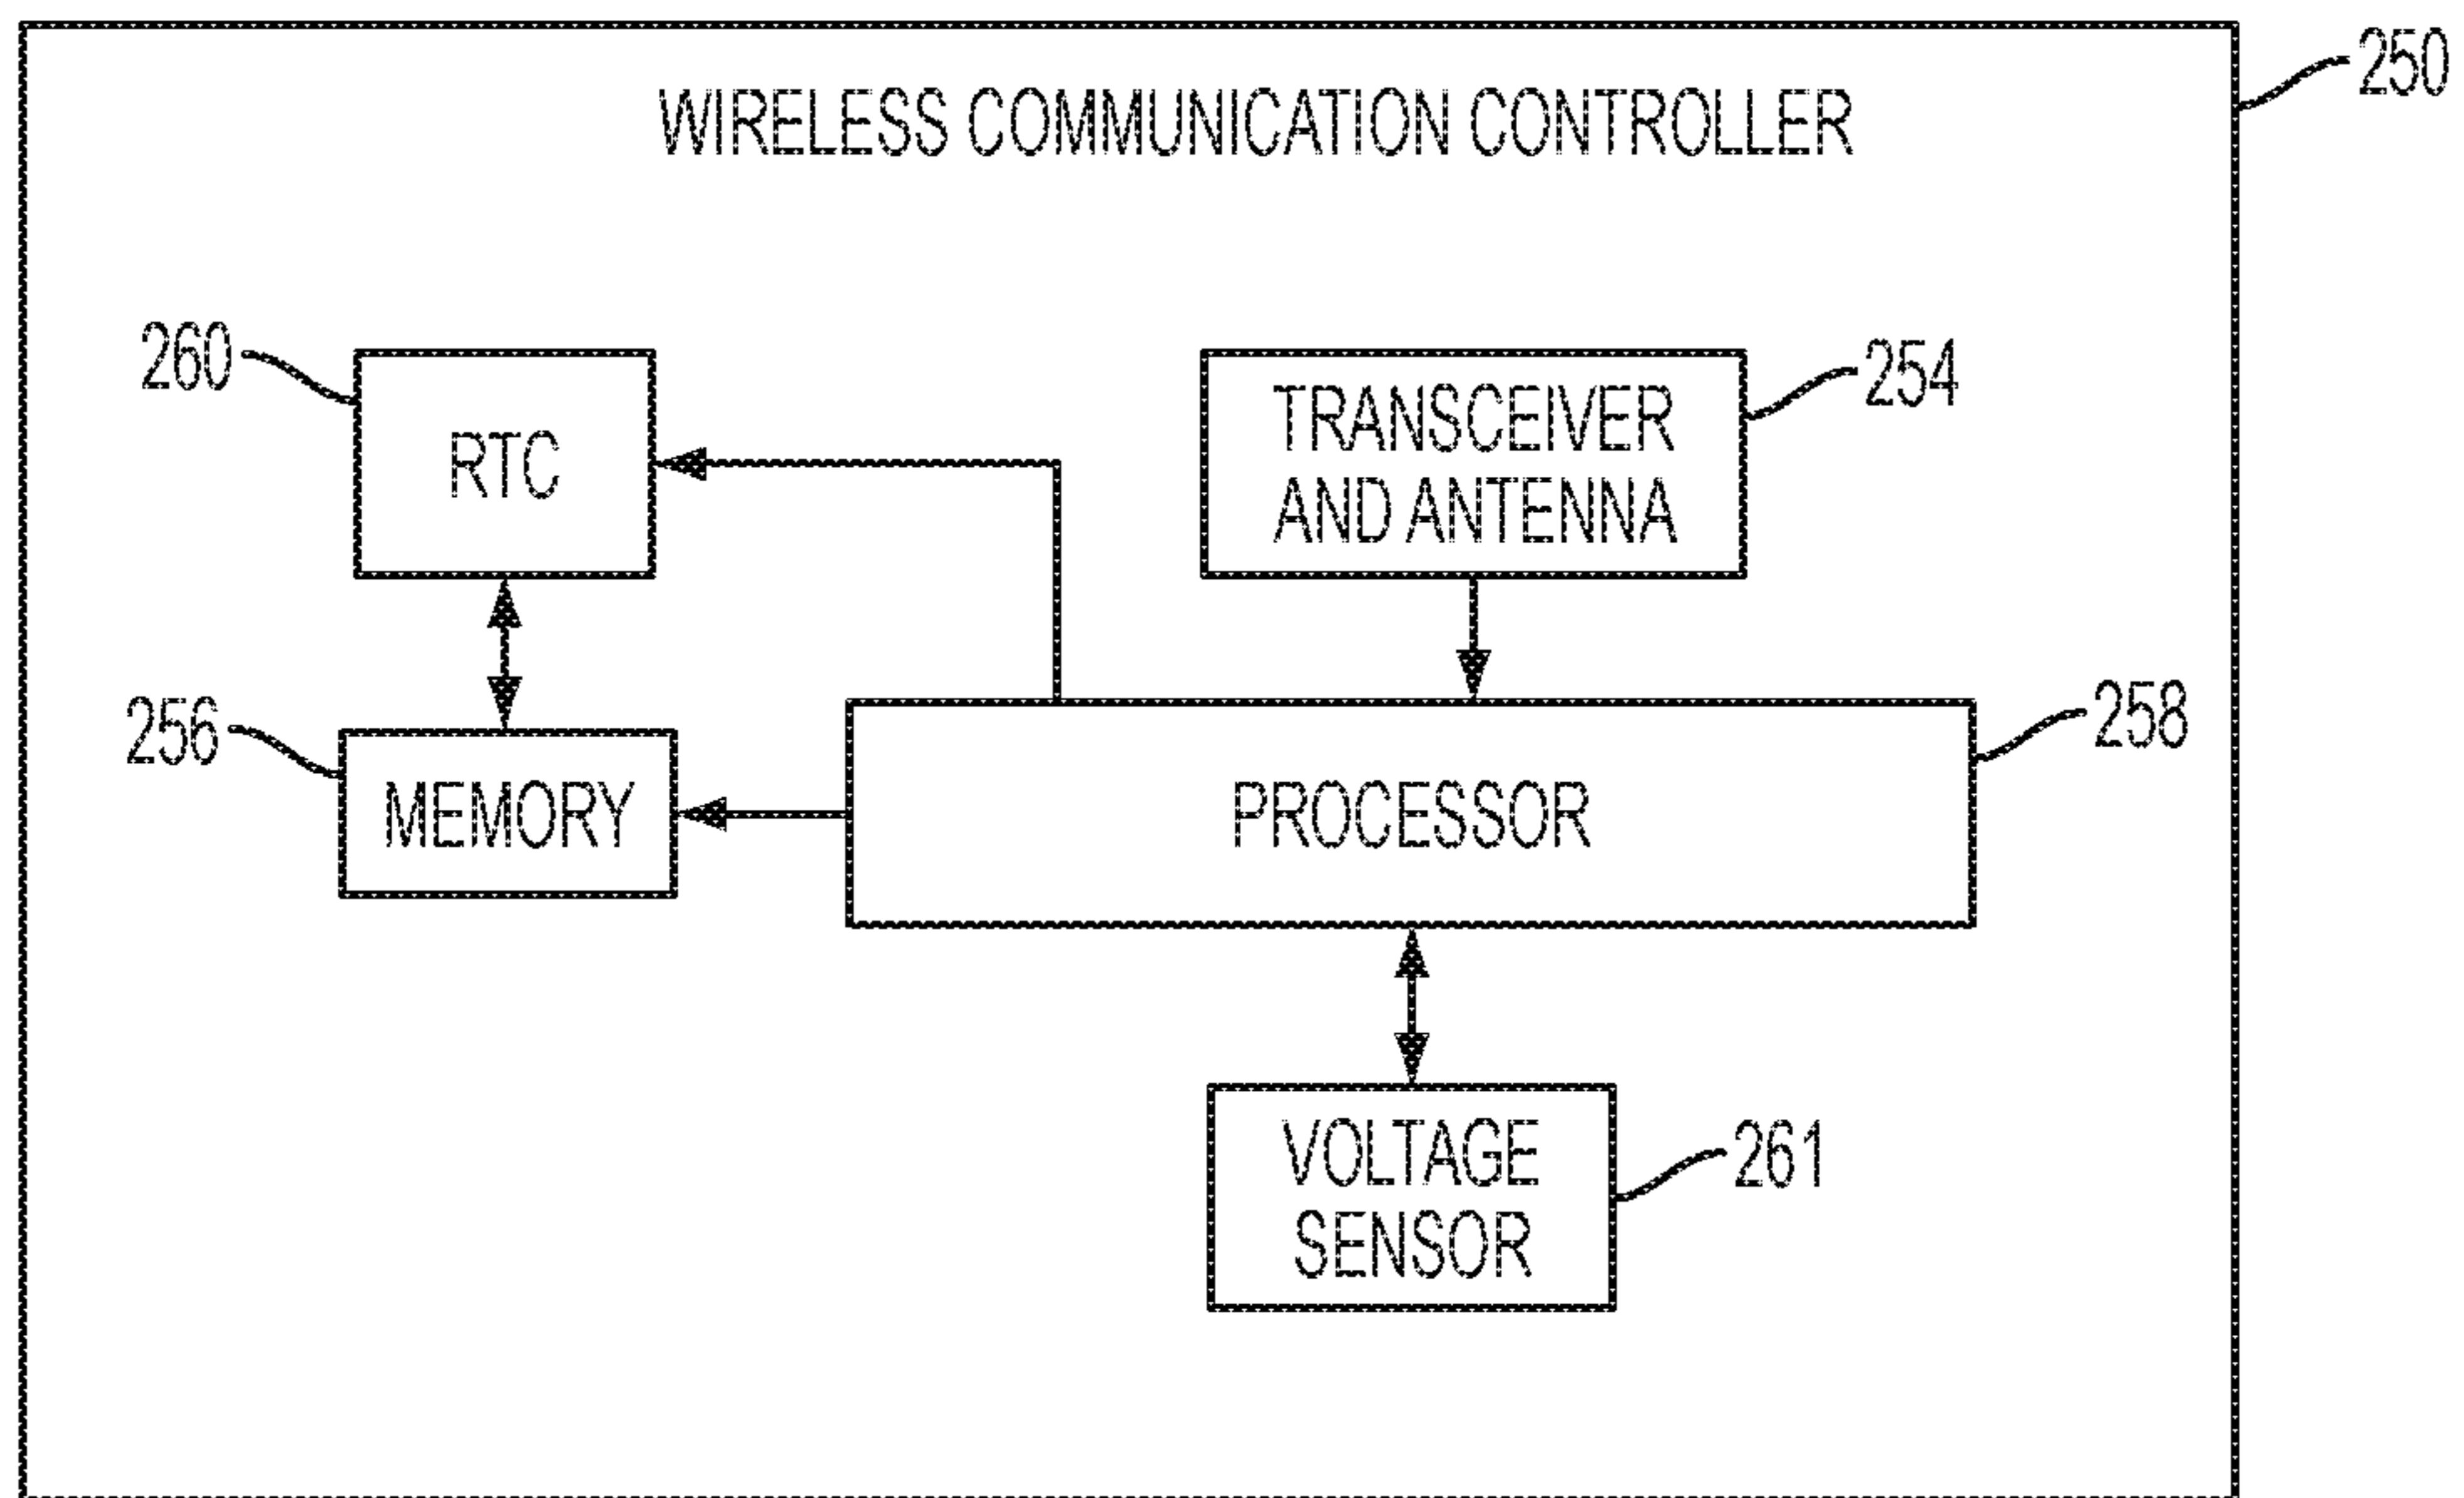 250
WIRELESS COMMUNICATION CONTROLLER
260
RTC
TRANSCEIVER
AND ANTENNA
254
256
MEMORY
PROCESSOR
258
VOLTAGE
SENSOR
261